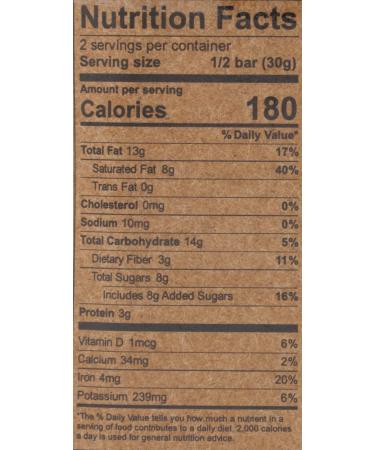 Nutrition Facts
2 servings per container
Serving size 1/2 bar (30g)
Amount per serving
Calories 180
% Daily Value*
Total Fat 13g 17%
Saturated Fat 8g 40%
Trans Fat 0g
Cholesterol 0mg 0%
Sodium 10mg 0%
Total Carbohydrate 14g 5%
Dietary Fiber 3g 11%
Total Sugars 8g
Includes 8g Added Sugars 16%
Protein 3g
Vitamin D 1mcg 6%
Calcium 34mg 2%
Iron 4mg 20%
Potassium 239mg 6%
*The % Daily Value tells you how much a nutrient in a
serving of food contributes to a daily diet. 2,000 calories
a day is used for general nutrition advice.